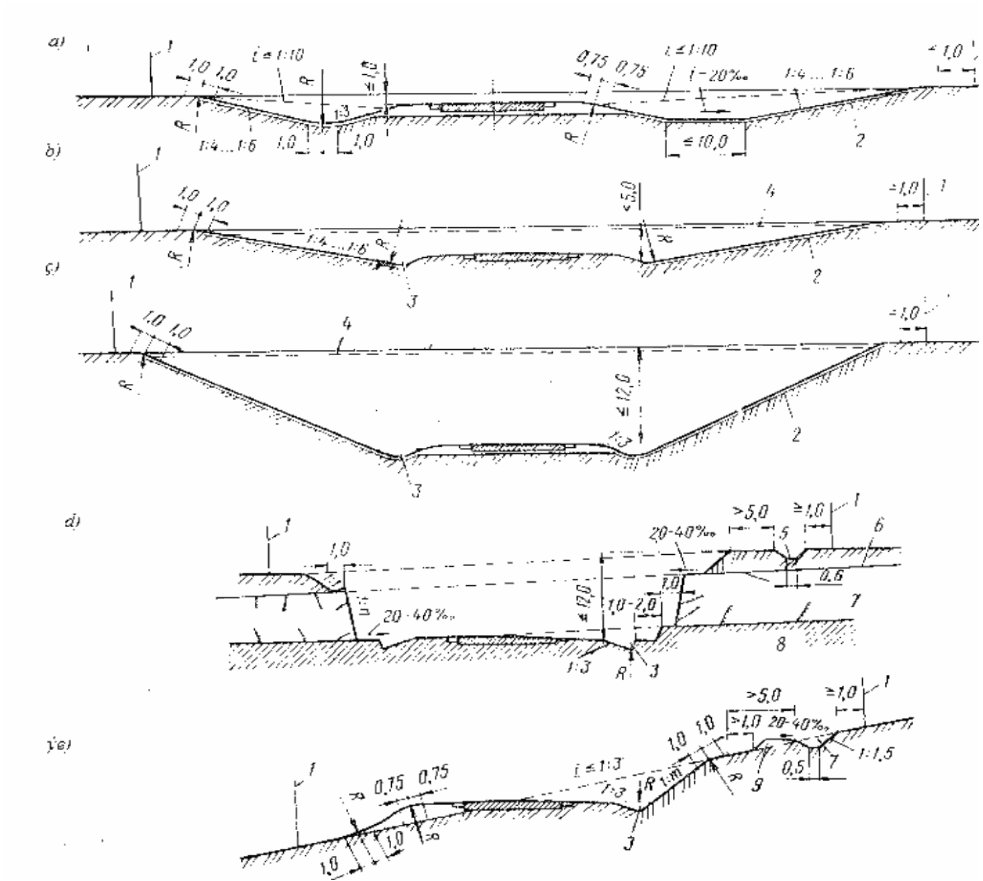 a)
1
1,0
1,0
i ≤ 1:10
R
≤ 1,0
0,75
0,75
i ≤ 1:10
i - 20‰
1:4 ... 1:6
1,0
R
1:4...1:6
1,0
1:3
1,0
R
≤ 10,0
2
b)
1
1,0
1,0
R
1:4...1:6
R
3
≤5,0
R
4
1,0
1
2
c)
1
1,0
1,0
R
4
≤ 12,0
1:3
1,0
2
3
d)
1
1,0
20-40‰
≤ 12,0
1,0-2,0
1:3
R
3
20-40‰
1,0
>5,0
5
≥1,0
1
6
0,6
7
8
e)
1
R
0,75
0,75
1,0
1,0
R
i ≤ 1:3
1:3
R
1:m
3
1,0
1,0
R
>5,0
>1,0
20-40‰
≥1,0
1
9
0,5
7
1:1,5